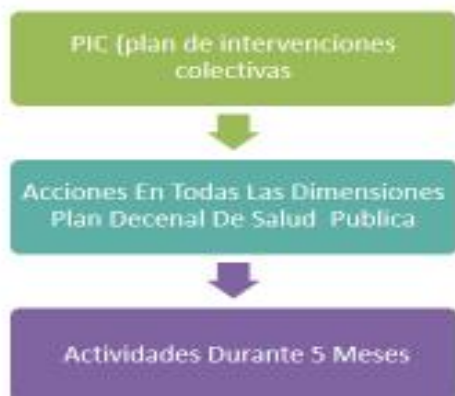 PIC (plan de intervenciones
colectivas
Acciones En Todas Las Dimensiones
Plan Decenal De Salud Publica
Actividades Durante 5 Meses